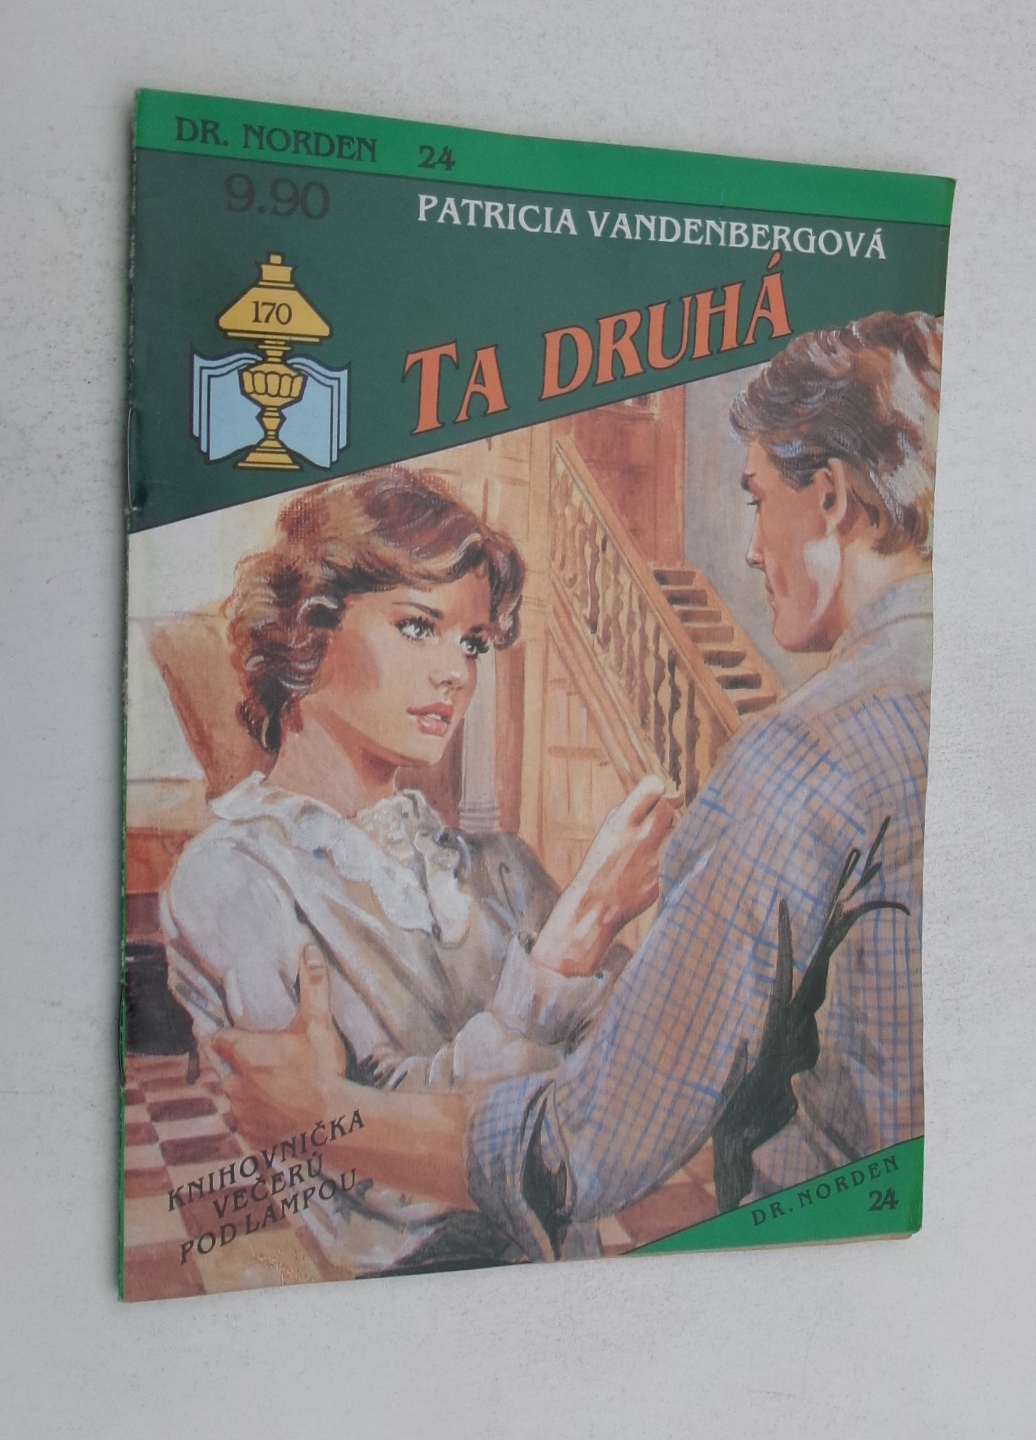 DR. NORDEN 24
9.90
PATRICIA VANDENBERGOVÁ
170
TA DRUHÁ
KNIHOVNIČKA
VEČERŮ
POD LAMPOU
DR. NORDEN
24